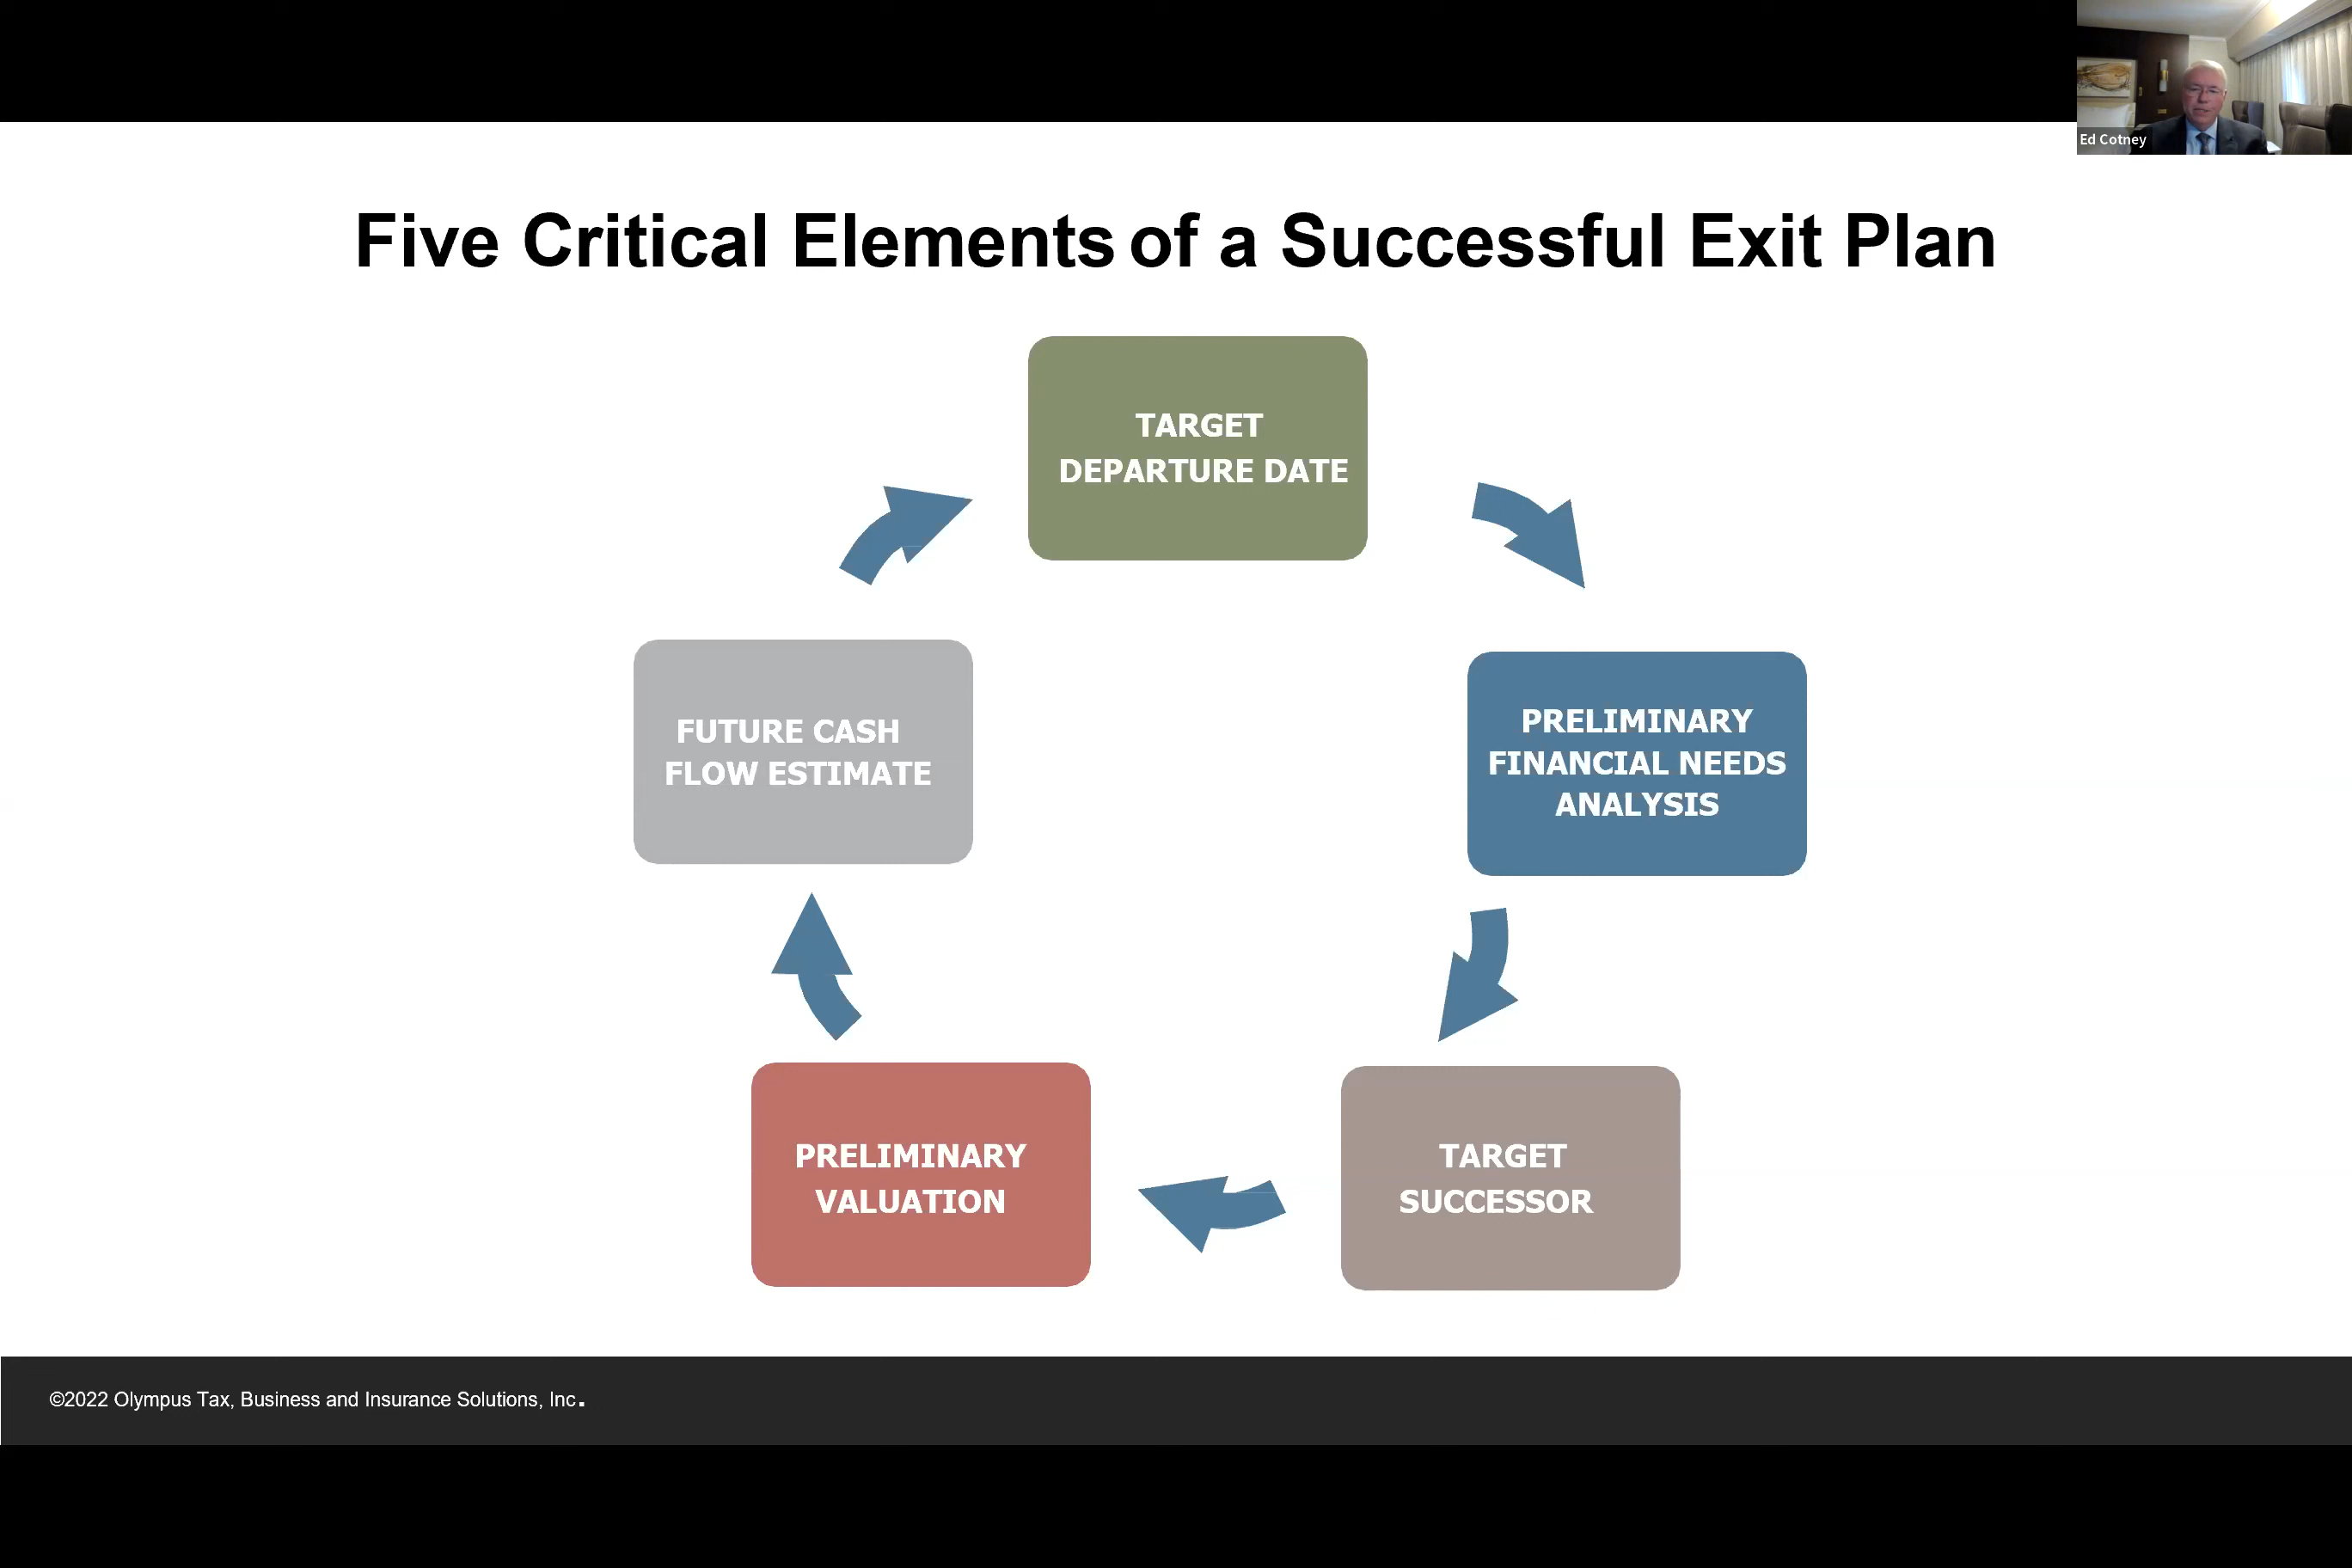 Ed Cotney
Five Critical Elements of a Successful Exit Plan
TARGET
DEPARTURE DATE
PRELIMINARY
FINANCIAL NEEDS
ANALYSIS
TARGET
SUCCESSOR
PRELIMINARY
VALUATION
FUTURE CASH
FLOW ESTIMATE
©2022 Olympus Tax, Business and Insurance Solutions, Inc.